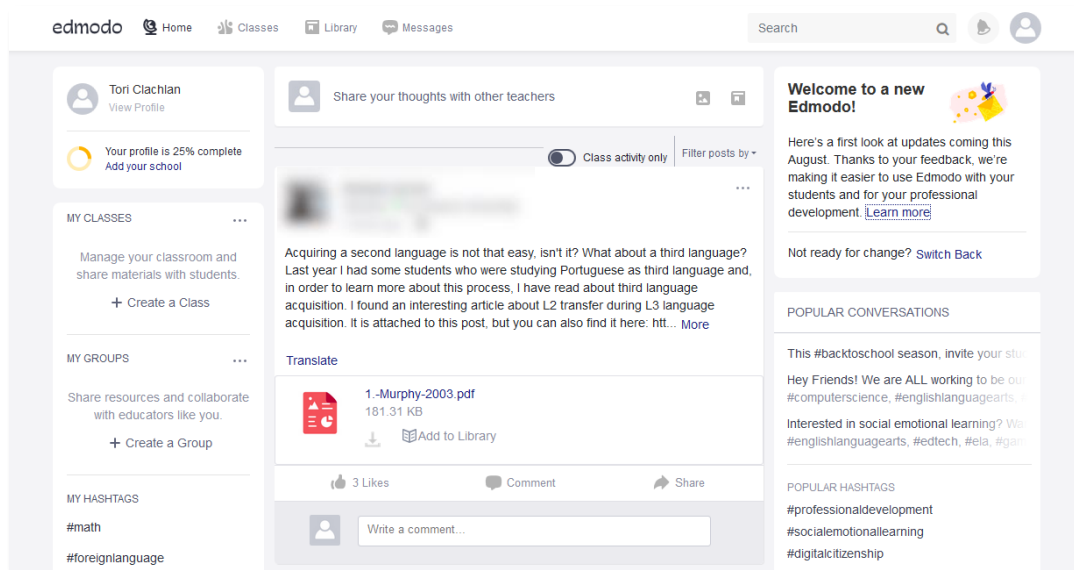 edmodo Home Classes Library Messages Search
Tori Clachlan
View Profile
Your profile is 25% complete
Add your school
MY CLASSES
Manage your classroom and
share materials with students.
+ Create a Class
MY GROUPS
Share resources and collaborate
with educators like you.
+ Create a Group
MY HASHTAGS
#math
#foreignlanguage
Share your thoughts with other teachers
Class activity only Filter posts by
Acquiring a second language is not that easy, isn't it? What about a third language?
Last year I had some students who were studying Portuguese as third language and,
in order to learn more about this process, I have read about third language
acquisition. I found an interesting article about L2 transfer during L3 language
acquisition. It is attached to this post, but you can also find it here: htt... More
Translate
1.-Murphy-2003.pdf
181.31 KB
Add to Library
3 Likes Comment Share
Write a comment...
Welcome to a new
Edmodo!
Here's a first look at updates coming this
August. Thanks to your feedback, we're
making it easier to use Edmodo with your
students and for your professional
development. Learn more
Not ready for change? Switch Back
POPULAR CONVERSATIONS
This #backtoschool season, invite your stu
Hey Friends! We are ALL working to be ou
#computerscience, #englishlanguagearts,
Interested in social emotional learning? Wa
#englishlanguagearts, #edtech, #ela, #gam
POPULAR HASHTAGS
#professionaldevelopment
#socialemotionallearning
#digitalcitizenship